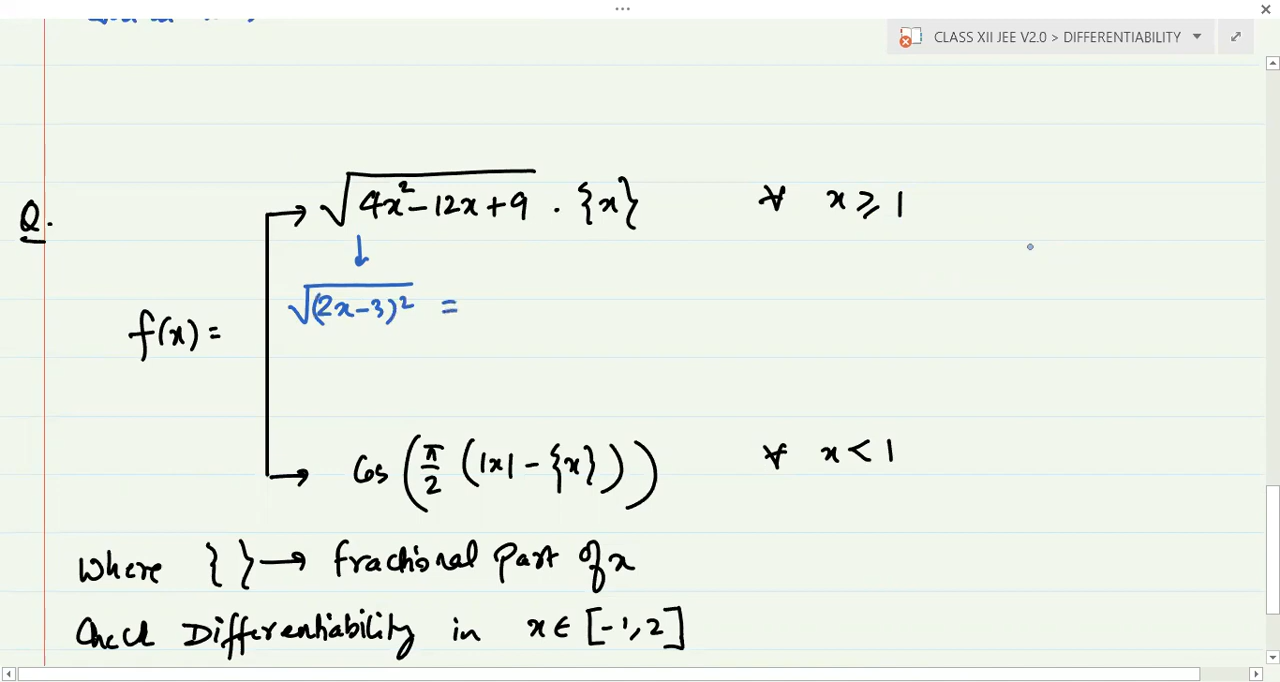 CLASS XII JEE V2.0 > DIFFERENTIABILITY
Q. √(4x²-12x+9) . {x} ∀ x ≥ 1
√(2x-3)² =
f(x) =
Cos (π/2 (|x| - {x})) ∀ x < 1
Where { } → fractional part of x
Check Differentiability in x ∈ [-1, 2]